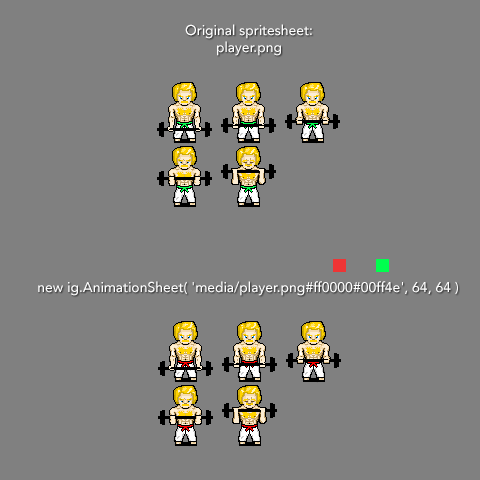 Original spritesheet:
player.png
new ig.AnimationSheet( 'media/player.png#ff0000#00ff4e', 64, 64 )